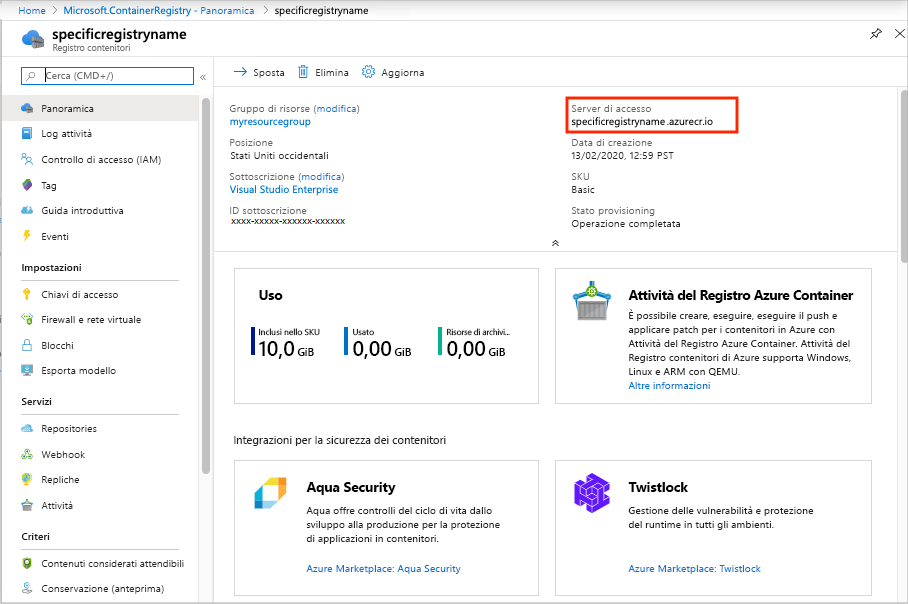 Home > Microsoft.ContainerRegistry - Panoramica > specificregistryname
specificregistryname
Registro contenitori
Cerca (CMD+/)
«
Panoramica
Log attività
Controllo di accesso (IAM)
Tag
Guida introduttiva
Eventi
Impostazioni
Chiavi di accesso
Firewall e rete virtuale
Blocchi
Esporta modello
Servizi
Repositories
Webhook
Repliche
Attività
Criteri
Contenuti considerati attendibili
Conservazione (anteprima)
Sposta Elimina Aggiorna
Gruppo di risorse (modifica)
myresourcegroup
Posizione
Stati Uniti occidentali
Sottoscrizione (modifica)
Visual Studio Enterprise
ID sottoscrizione
xxxx-xxxxx-xxxxxx-xxxxxx
Server di accesso
specificregistryname.azurecr.io
Data di creazione
13/02/2020, 12:59 PST
SKU
Basic
Stato provisioning
Operazione completata
Uso
Inclusi nello SKU
10,0 GiB
Usato
0,00 GiB
Risorse di archivi...
0,00 GiB
Attività del Registro Azure Container
È possibile creare, eseguire, eseguire il push e
applicare patch per i contenitori in Azure con
Attività del Registro Azure Container. Attività del
Registro contenitori di Azure supporta Windows,
Linux e ARM con QEMU.
Altre informazioni
Integrazioni per la sicurezza dei contenitori
Aqua Security
Aqua offre controlli del ciclo di vita dallo
sviluppo alla produzione per la protezione
di applicazioni in contenitori.
Azure Marketplace: Aqua Security
Twistlock
Gestione delle vulnerabilità e protezione
del runtime in tutti gli ambienti.
Azure Marketplace: Twistlock